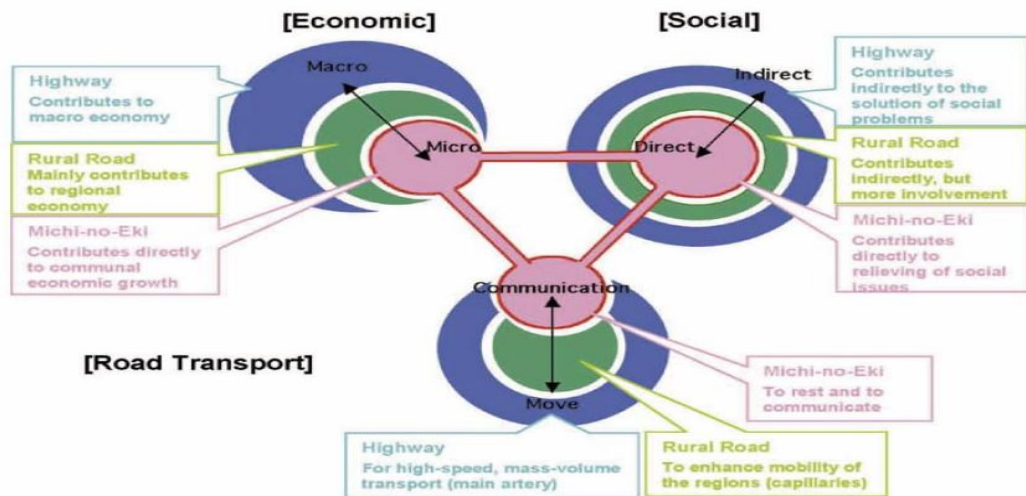 [Economic]
[Social]
Macro
Micro
Highway
Contributes to
macro economy
Rural Road
Mainly contributes
to regional
economy
Michi-no-Eki
Contributes directly
to communal
economic growth
Indirect
Direct
Highway
Contributes
indirectly to the
solution of social
problems
Rural Road
Contributes
indirectly, but
more involvement
Michi-no-Eki
Contributes
directly to
relieving of social
issues
[Road Transport]
Communication
Move
Michi-no-Eki
To rest and to
communicate
Highway
For high-speed, mass-volume
transport (main artery)
Rural Road
To enhance mobility of
the regions (capillaries)